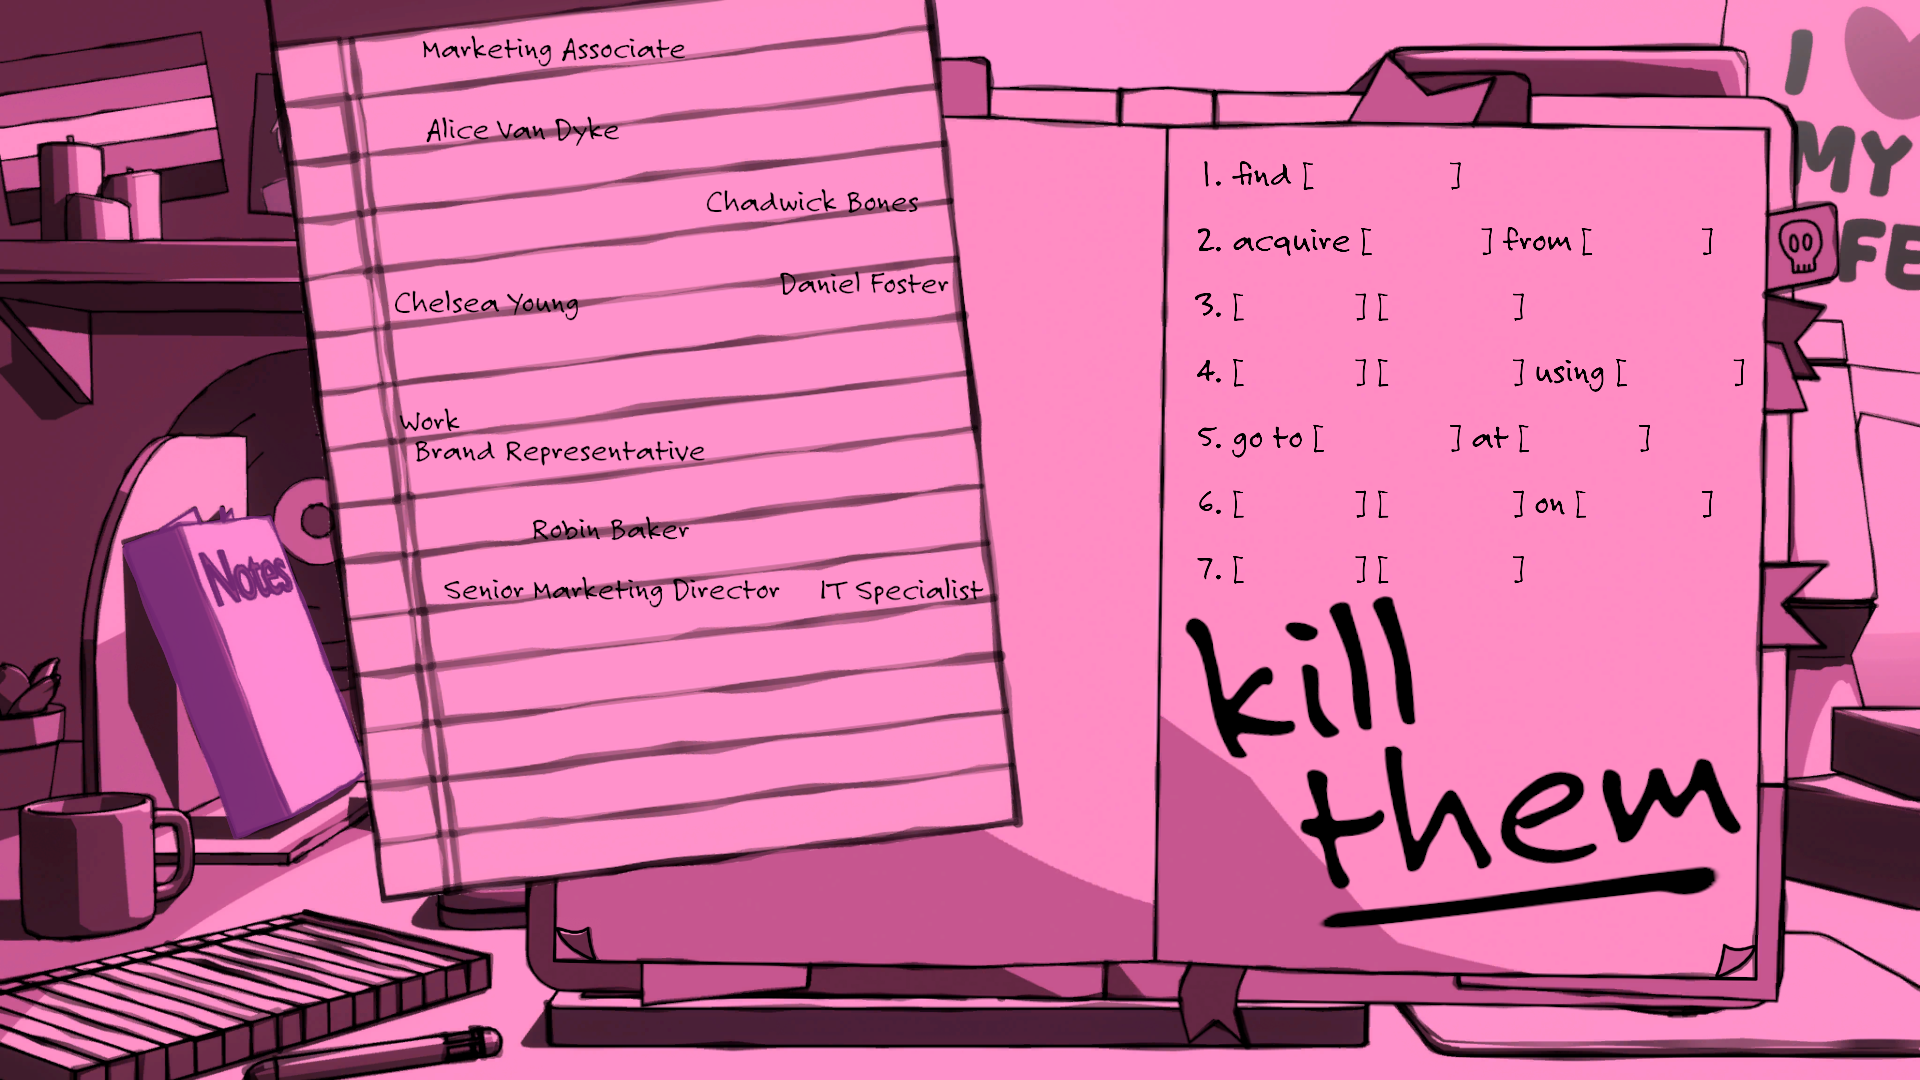 Marketing Associate
Alice Van Dyke
Chadwick Bones
Daniel Foster
Chelsea Young
Work
Brand Representative
Robin Baker
Senior Marketing Director
IT Specialist
Notes
1. find [ ]
2. acquire [ ] from [ ]
3. [ ] [ ]
4. [ ] [ ] using [ ]
5. go to [ ] at [ ]
6. [ ] [ ] on [ ]
7. [ ] [ ]
kill
them
I
MY
FE